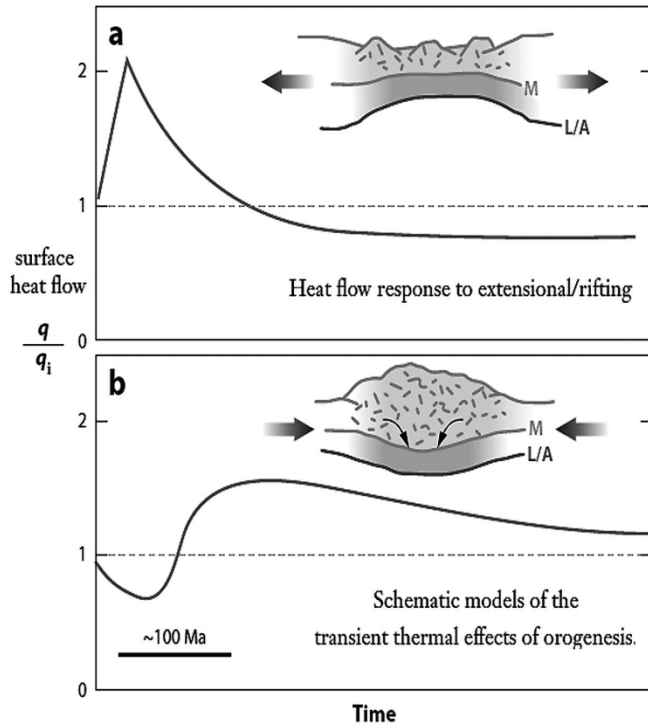 a
2
M
L/A
1
surface
heat flow
Heat flow response to extensional/rifting
q
qi
0
b
2
M
L/A
1
Schematic models of the
transient thermal effects of orogenesis.
~100 Ma
0
Time